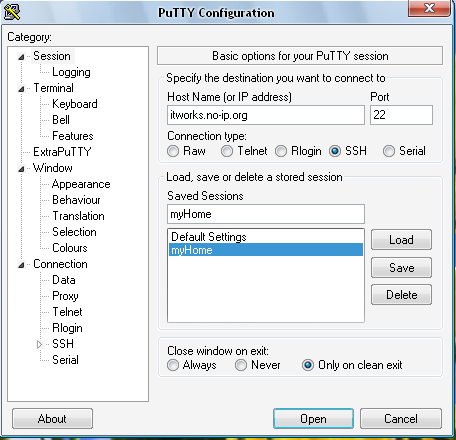 PuTTY Configuration
Category:
Session
Logging
Terminal
Keyboard
Bell
Features
ExtraPuTTY
Window
Appearance
Behaviour
Translation
Selection
Colours
Connection
Data
Proxy
Telnet
Rlogin
SSH
Serial
Basic options for your PuTTY session
Specify the destination you want to connect to
Host Name (or IP address) Port
itworks.no-ip.org 22
Connection type:
Raw Telnet Rlogin SSH Serial
Load, save or delete a stored session
Saved Sessions
myHome
Default Settings
myHome
Load
Save
Delete
Close window on exit:
Always Never Only on clean exit
About Open Cancel